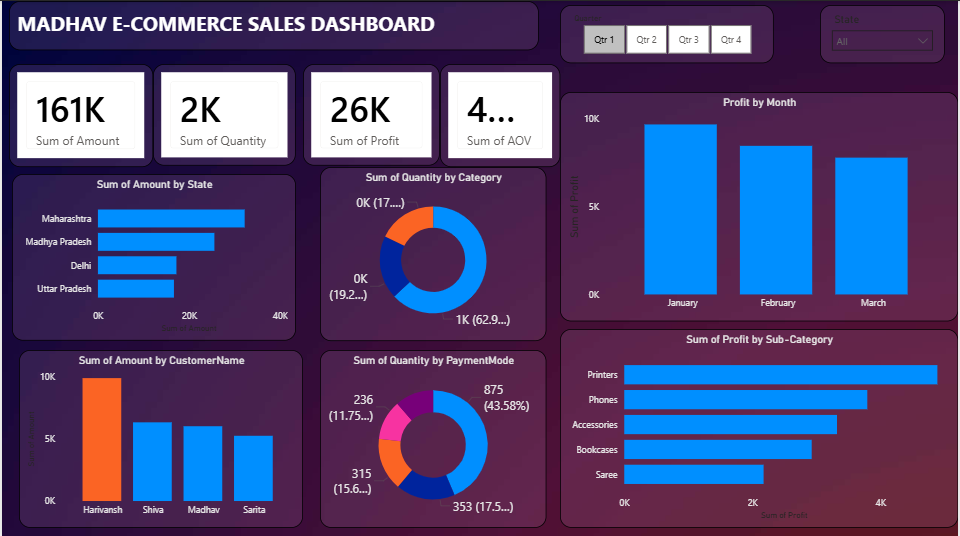 MADHAV E-COMMERCE SALES DASHBOARD
Qtr 1
Qtr 2
Qtr 3
Qtr 4
State
All
161K
Sum of Amount
2K
Sum of Quantity
26K
Sum of Profit
4...
Sum of AOV
Sum of Amount by State
Maharashtra
Madhya Pradesh
Delhi
Uttar Pradesh
0K
20K
40K
Sum of Amount
Sum of Quantity by Category
0K (17....)
0K
(19.2...)
1K (62.9...)
Profit by Month
Sum of Profit
10K
5K
0K
January
February
March
Sum of Amount by CustomerName
10K
5K
0K
Harivansh
Shiva
Madhav
Sarita
Sum of Quantity by PaymentMode
236
(11.75...)
875
(43.58%)
315
(15.6...)
353 (17.5...)
Sum of Profit by Sub-Category
Printers
Phones
Accessories
Bookcases
Saree
0K
2K
4K
Sum of Profit